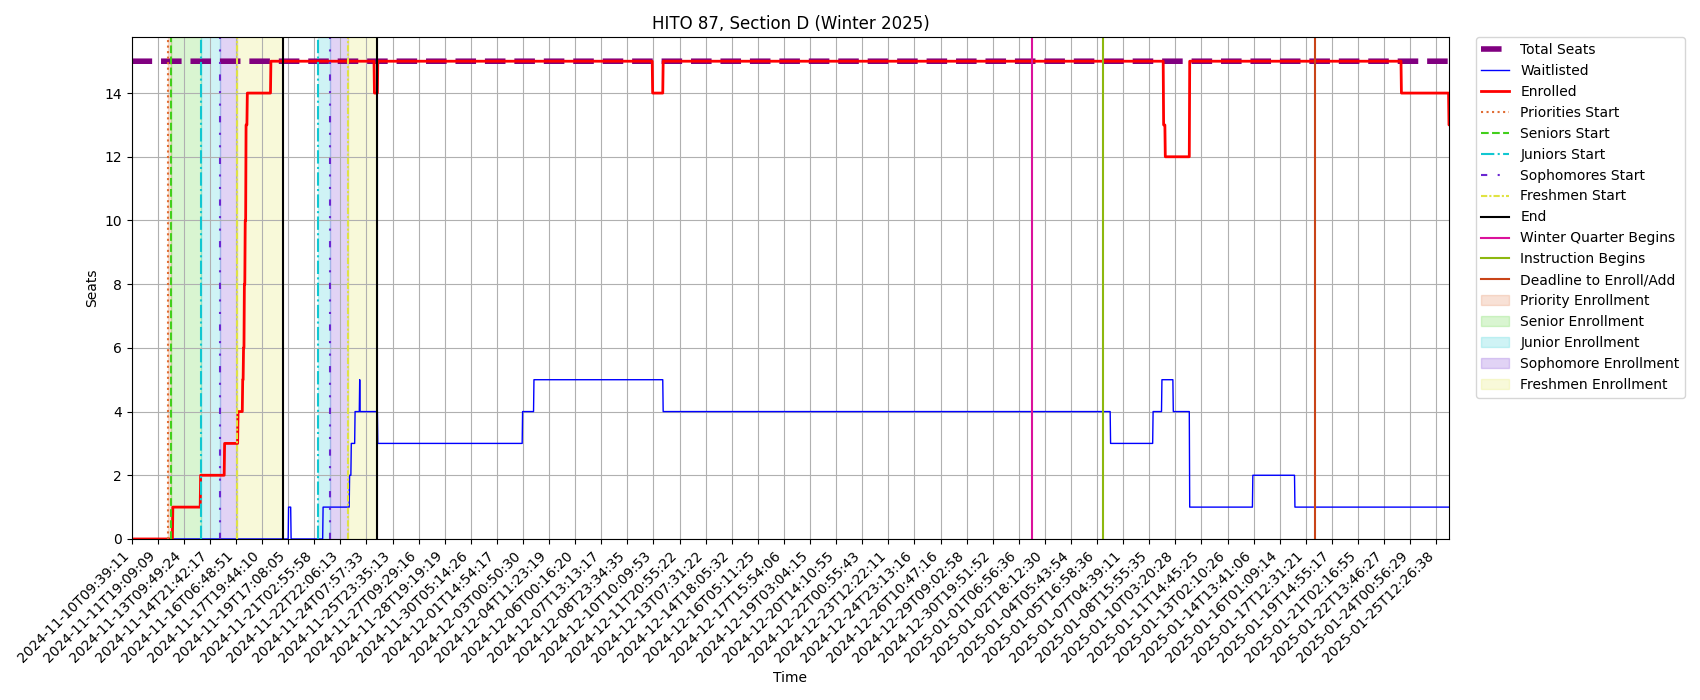 HITO 87, Section D (Winter 2025)
Seats
14
12
10
8
6
4
2
0
2024-11-10T09:39:11
2024-11-11T19:09:09
2024-11-13T09:49:24
2024-11-14T21:42:17
2024-11-16T06:48:51
2024-11-17T19:44:10
2024-11-19T17:08:05
2024-11-21T02:55:58
2024-11-22T22:06:13
2024-11-24T07:57:33
2024-11-25T23:35:13
2024-11-27T09:29:16
2024-11-28T19:19:19
2024-11-30T05:14:26
2024-12-01T14:54:17
2024-12-03T00:50:30
2024-12-04T11:23:19
2024-12-06T00:16:20
2024-12-07T13:13:17
2024-12-08T23:34:35
2024-12-10T10:09:53
2024-12-11T20:55:22
2024-12-13T07:31:22
2024-12-14T18:05:32
2024-12-16T05:11:25
2024-12-17T15:54:06
2024-12-19T03:04:15
2024-12-20T14:10:55
2024-12-22T00:55:43
2024-12-23T12:22:11
2024-12-24T23:13:16
2024-12-26T10:47:16
2024-12-29T09:02:58
2024-12-30T19:51:52
2025-01-01T06:56:36
2025-01-02T18:12:30
2025-01-04T05:43:54
2025-01-05T16:58:36
2025-01-07T04:39:11
2025-01-08T15:55:35
2025-01-10T03:20:28
2025-01-11T14:45:25
2025-01-13T02:10:26
2025-01-14T13:41:06
2025-01-16T01:09:14
2025-01-17T12:31:21
2025-01-19T14:55:17
2025-01-21T02:16:55
2025-01-22T13:46:27
2025-01-24T00:56:29
2025-01-25T12:26:38
Time
Total Seats
Waitlisted
Enrolled
Priorities Start
Seniors Start
Juniors Start
Sophomores Start
Freshmen Start
End
Winter Quarter Begins
Instruction Begins
Deadline to Enroll/Add
Priority Enrollment
Senior Enrollment
Junior Enrollment
Sophomore Enrollment
Freshmen Enrollment